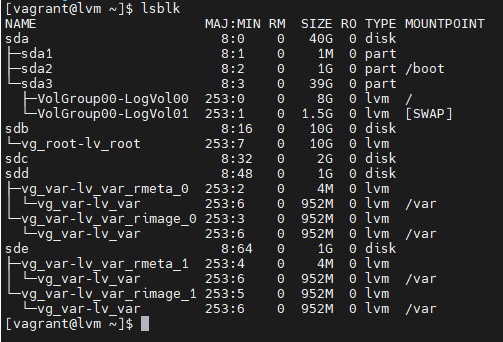 [vagrant@lvm ~]$ lsblk
NAME                       MAJ:MIN RM  SIZE RO TYPE MOUNTPOINT
sda                          8:0    0   40G  0 disk
├─sda1                       8:1    0    1M  0 part
├─sda2                       8:2    0    1G  0 part /boot
└─sda3                       8:3    0   39G  0 part
  ├─VolGroup00-LogVol00    253:0    0    8G  0 lvm  /
  └─VolGroup00-LogVol01    253:1    0  1.5G  0 lvm  [SWAP]
sdb                          8:16   0   10G  0 disk
└─vg_root-lv_root          253:7    0   10G  0 lvm
sdc                          8:32   0    2G  0 disk
sdd                          8:48   0    1G  0 disk
├─vg_var-lv_var_rmeta_0    253:2    0    4M  0 lvm
│ └─vg_var-lv_var          253:6    0  952M  0 lvm  /var
└─vg_var-lv_var_rimage_0   253:3    0  952M  0 lvm
  └─vg_var-lv_var          253:6    0  952M  0 lvm  /var
sde                          8:64   0    1G  0 disk
├─vg_var-lv_var_rmeta_1    253:4    0    4M  0 lvm
│ └─vg_var-lv_var          253:6    0  952M  0 lvm  /var
└─vg_var-lv_var_rimage_1   253:5    0  952M  0 lvm
  └─vg_var-lv_var          253:6    0  952M  0 lvm  /var
[vagrant@lvm ~]$